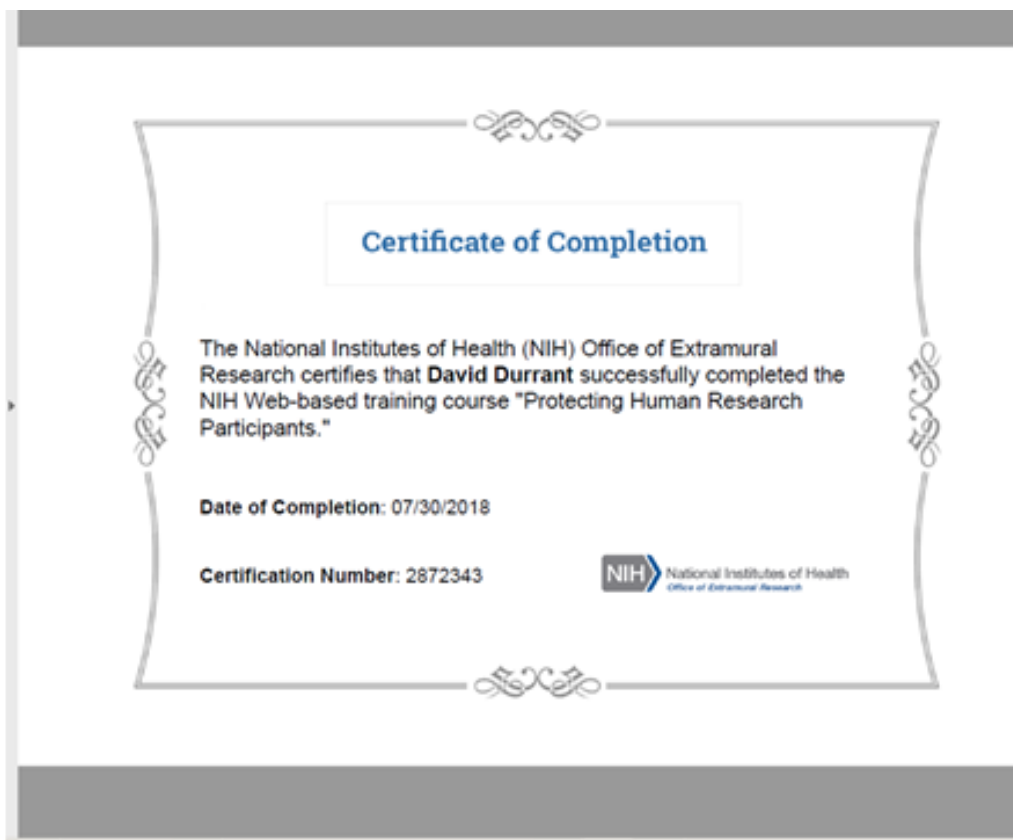 Certificate of Completion
The National Institutes of Health (NIH) Office of Extramural
Research certifies that David Durrant successfully completed the
NIH Web-based training course "Protecting Human Research
Participants."
Date of Completion: 07/30/2018
Certification Number: 2872343
NIH National Institutes of Health
Office of Extramural Research